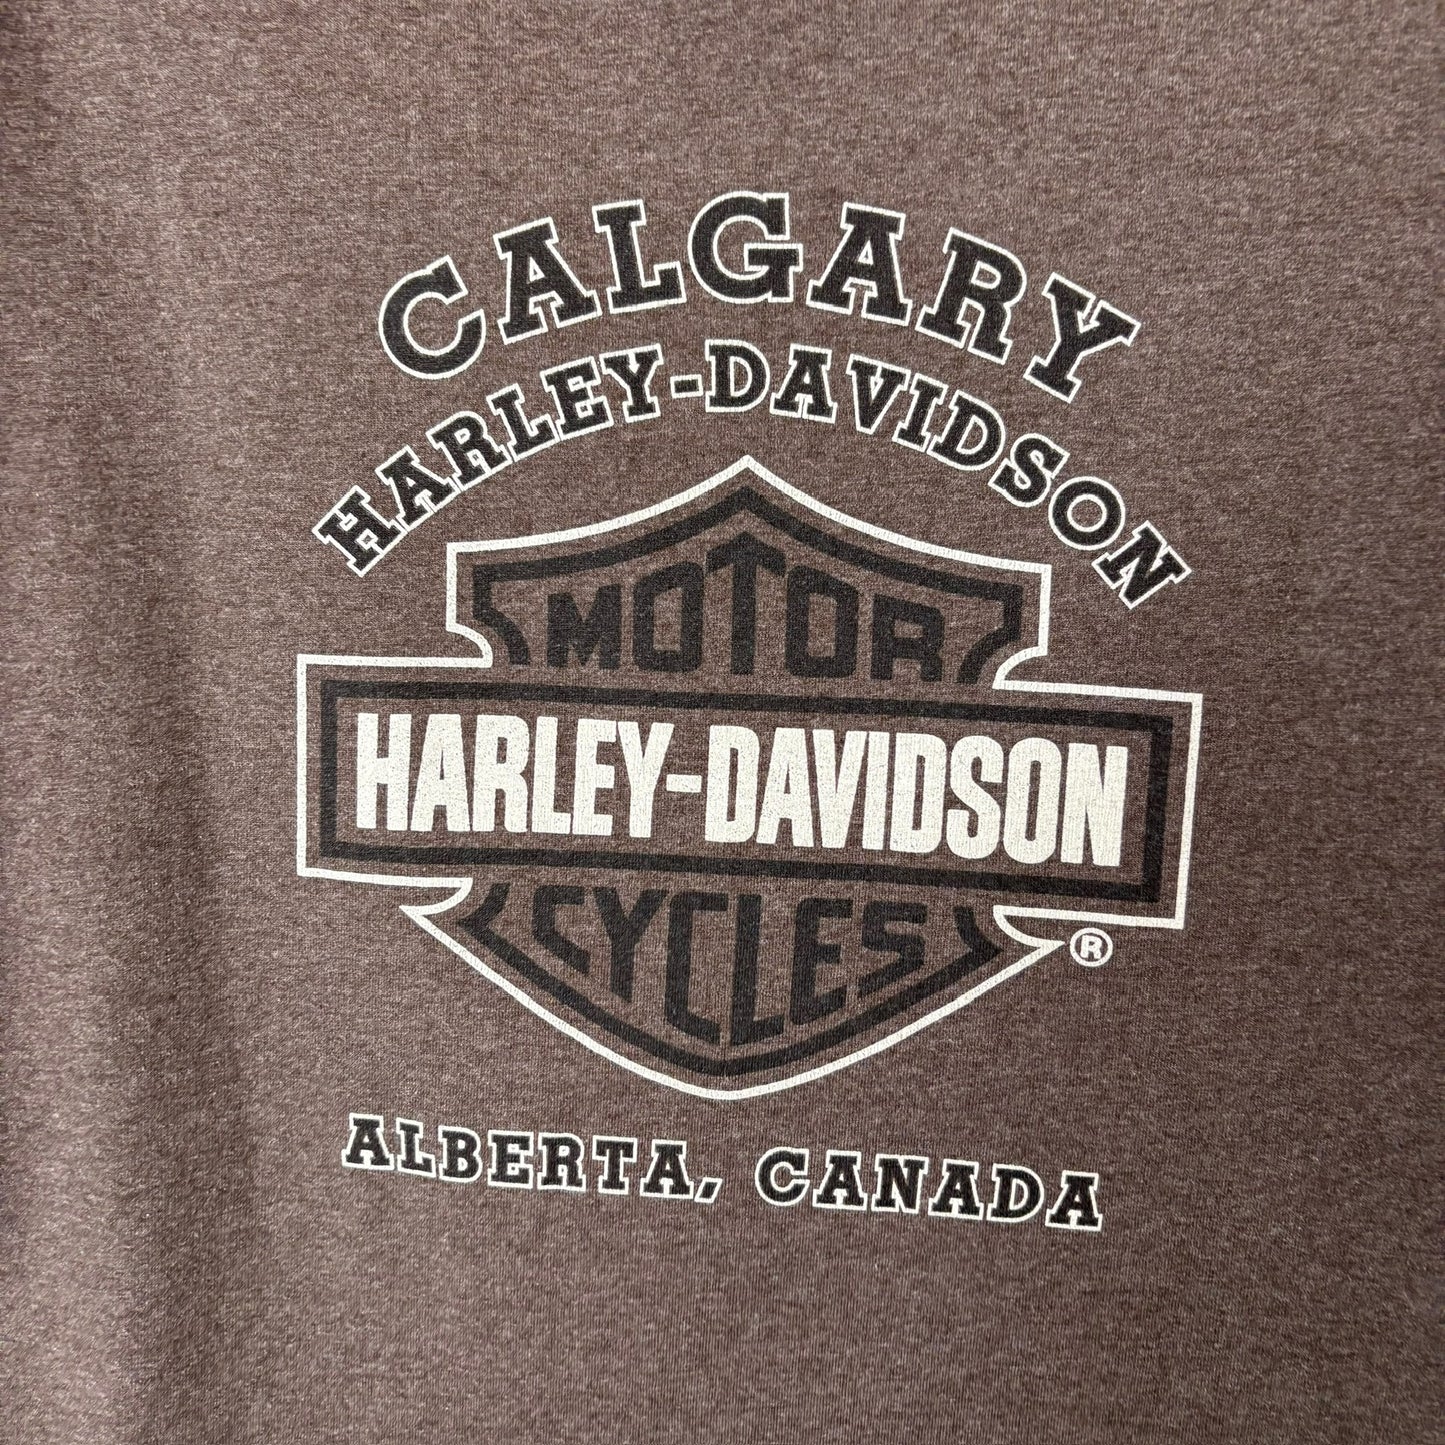 CALGARY
HARLEY-DAVIDSON
MOTOR
HARLEY-DAVIDSON
CYCLES
®
ALBERTA, CANADA